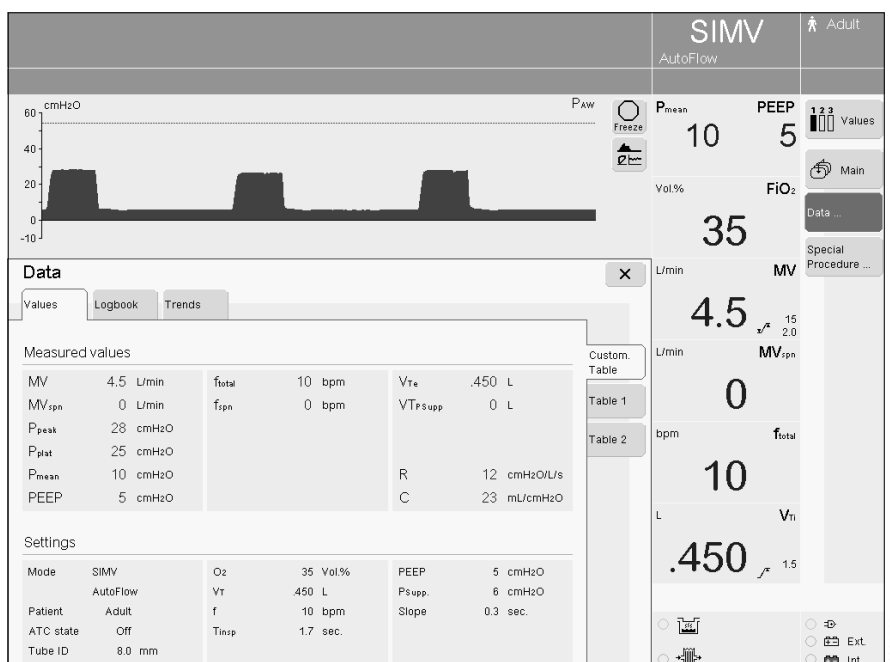 SIMV
AutoFlow
Adult
60 cmH2O
PAW
40
20
0
-10
Freeze
Pmean PEEP
10 5
Vol.% FiO2
35
L/min MV
4.5 15
2.0
L/min MVspn
0
bpm ftotal
10
L VTi
.450 1.5
1 2 3
Values
Main
Data ...
Special
Procedure ...
Ext.
Int.
Data
Values Logbook Trends
Measured values
MV 4.5 L/min ftotal 10 bpm VTe .450 L
MVspn 0 L/min fspn 0 bpm VTPSupp 0 L
Ppeak 28 cmH2O
Pplat 25 cmH2O
Pmean 10 cmH2O R 12 cmH2O/L/s
PEEP 5 cmH2O C 23 mL/cmH2O
Custom.
Table
Table 1
Table 2
Settings
Mode SIMV O2 35 Vol.% PEEP 5 cmH2O
AutoFlow VT .450 L Psupp. 6 cmH2O
Patient Adult f 10 bpm Slope 0.3 sec.
ATC state Off Tinsp 1.7 sec.
Tube ID 8.0 mm